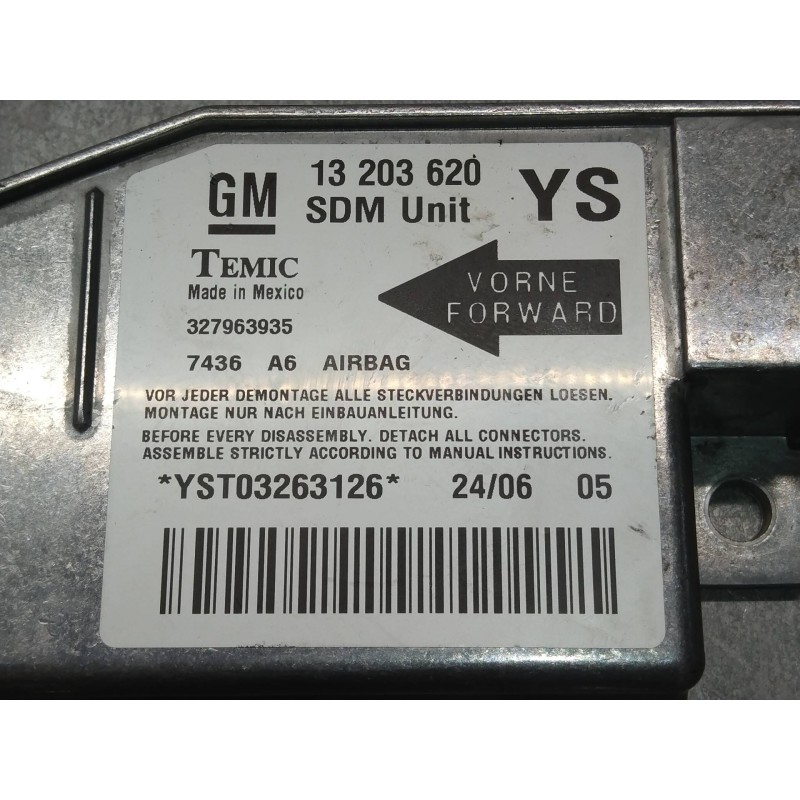 GM 13 203 620 YS
SDM Unit
TEMIC
Made in Mexico
VORNE
FORWARD
327963935
7436 A6 AIRBAG
VOR JEDER DEMONTAGE ALLE STECKVERBINDUNGEN LOESEN.
MONTAGE NUR NACH EINBAUANLEITUNG.
BEFORE EVERY DISASSEMBLY. DETACH ALL CONNECTORS.
ASSEMBLE STRICTLY ACCORDING TO MANUAL INSTRUCTIONS.
*YST03263126* 24/06 05